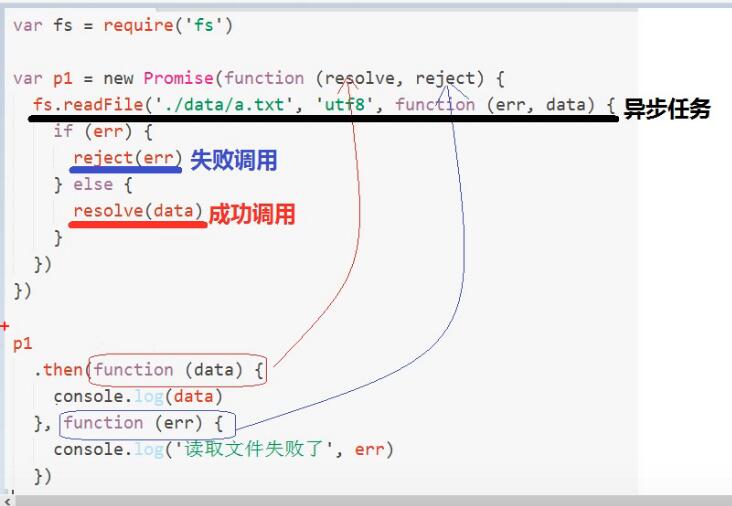 var fs = require('fs')
var p1 = new Promise(function (resolve, reject) {
fs.readFile('./data/a.txt', 'utf8', function (err, data) { 异步任务
if (err) {
reject(err) 失败调用
} else {
resolve(data) 成功调用
}
})
})
p1
.then(function (data) {
console.log(data)
}, function (err) {
console.log('读取文件失败了', err)
})